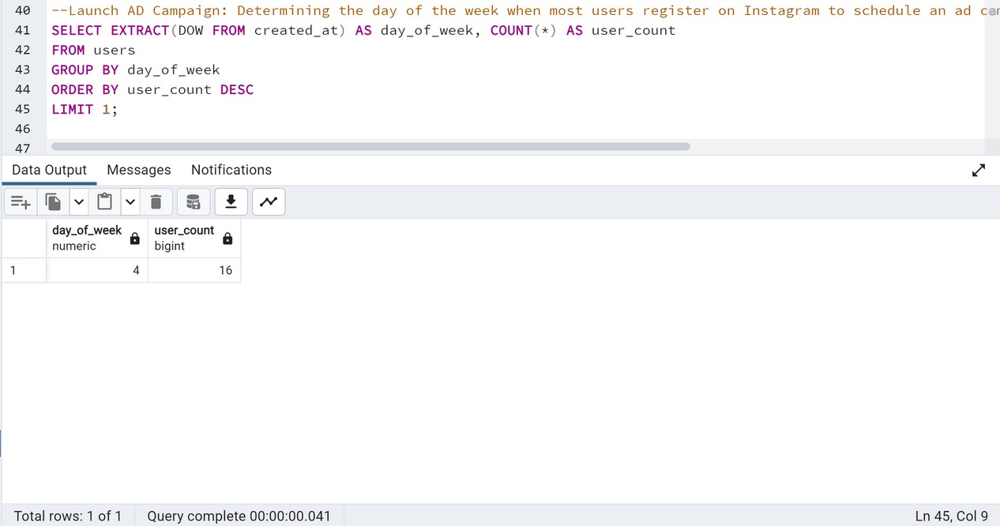 40 --Launch AD Campaign: Determining the day of the week when most users register on Instagram to schedule an ad
41 SELECT EXTRACT(DOW FROM created_at) AS day_of_week, COUNT(*) AS user_count
42 FROM users
43 GROUP BY day_of_week
44 ORDER BY user_count DESC
45 LIMIT 1;
46
47
Data Output Messages Notifications
day_of_week user_count
numeric bigint
1 4 16
Total rows: 1 of 1 Query complete 00:00:00.041 Ln 45, Col 9